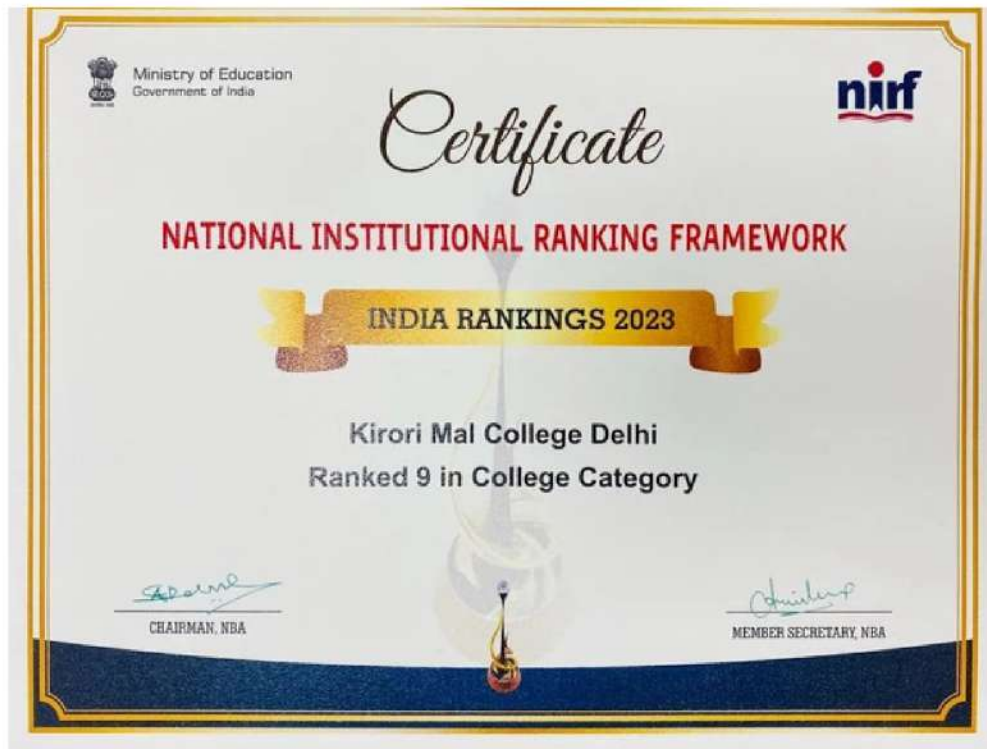 Ministry of Education
Government of India
nirf
Certificate
NATIONAL INSTITUTIONAL RANKING FRAMEWORK
INDIA RANKINGS 2023
Kirori Mal College Delhi
Ranked 9 in College Category
CHAIRMAN, NBA
MEMBER SECRETARY, NBA